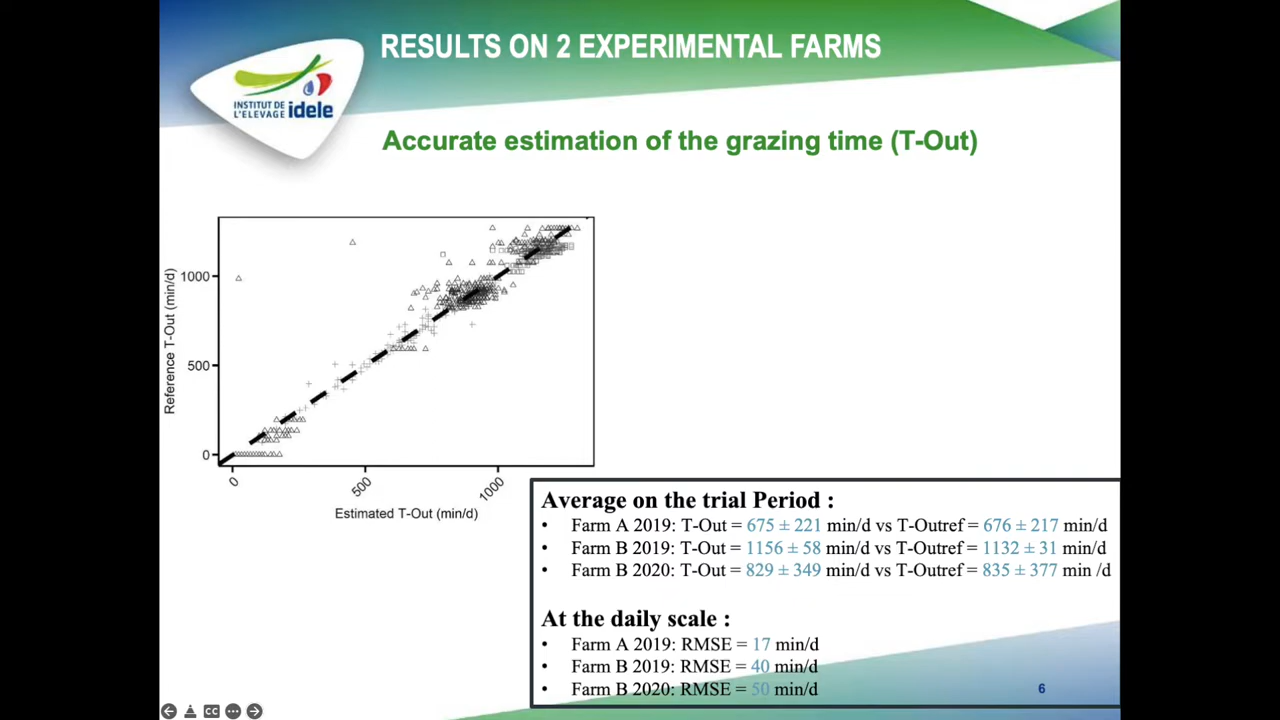 RESULTS ON 2 EXPERIMENTAL FARMS
INSTITUT DE
L'ELEVAGE idele
Accurate estimation of the grazing time (T-Out)
Reference T-Out (min/d)
1000
500
0
0
500
1000
Estimated T-Out (min/d)
Average on the trial Period :
• Farm A 2019: T-Out = 675 ± 221 min/d vs T-Outref = 676 ± 217 min/d
• Farm B 2019: T-Out = 1156 ± 58 min/d vs T-Outref = 1132 ± 31 min/d
• Farm B 2020: T-Out = 829 ± 349 min/d vs T-Outref = 835 ± 377 min /d
At the daily scale :
• Farm A 2019: RMSE = 17 min/d
• Farm B 2019: RMSE = 40 min/d
• Farm B 2020: RMSE = 50 min/d
6
CC